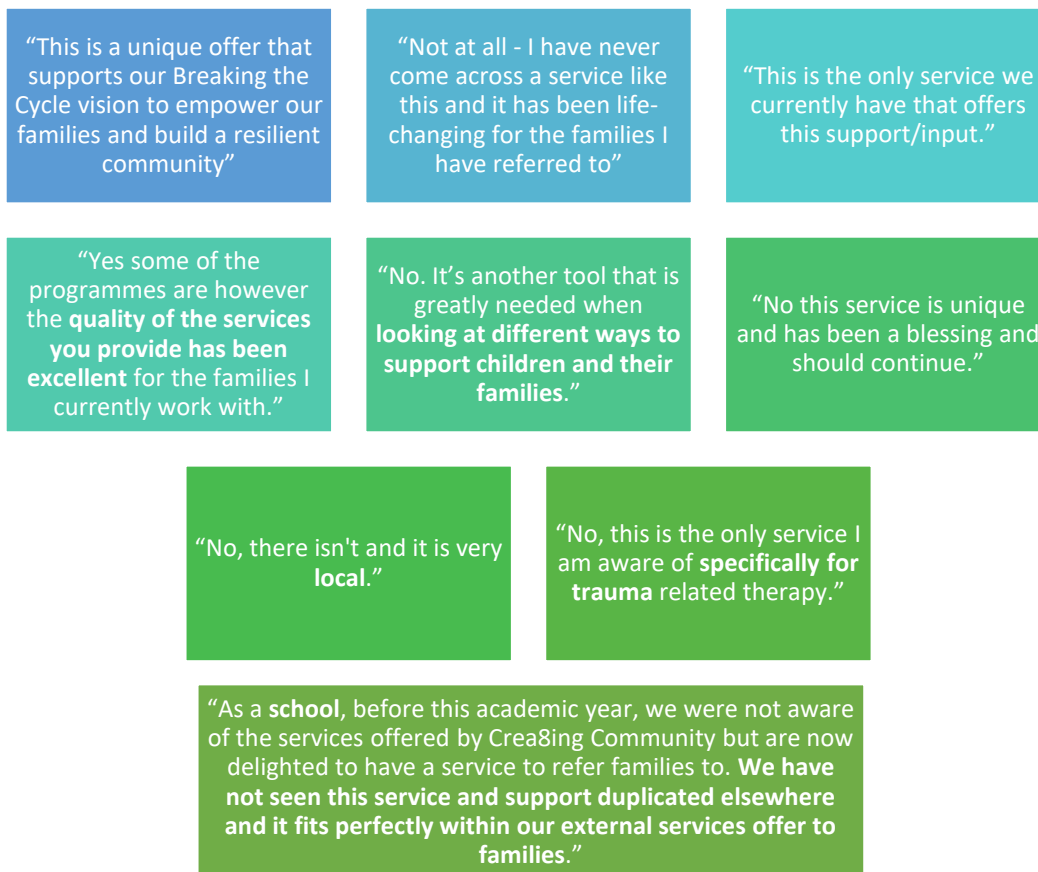 “This is a unique offer that
supports our Breaking the
Cycle vision to empower our
families and build a resilient
community”
“Not at all - I have never
come across a service like
this and it has been life-
changing for the families I
have referred to”
“This is the only service we
currently have that offers
this support/input.”
“Yes some of the
programmes are however
the quality of the services
you provide has been
excellent for the families I
currently work with.”
“No. It’s another tool that is
greatly needed when
looking at different ways to
support children and their
families.”
“No this service is unique
and has been a blessing and
should continue.”
“No, there isn't and it is very
local.”
“No, this is the only service I
am aware of specifically for
trauma related therapy.”
“As a school, before this academic year, we were not aware
of the services offered by Crea8ing Community but are now
delighted to have a service to refer families to. We have
not seen this service and support duplicated elsewhere
and it fits perfectly within our external services offer to
families.”